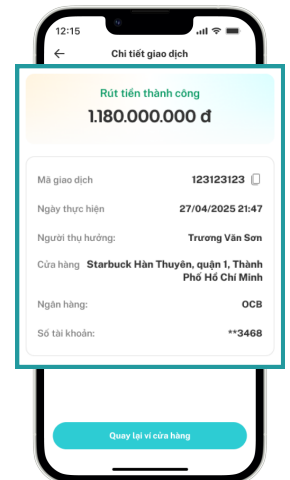 12:15
Chi tiết giao dịch
Rút tiền thành công
1.180.000.000 đ
Mã giao dịch 123123123
Ngày thực hiện 27/04/2025 21:47
Người thụ hưởng: Trương Văn Sơn
Cửa hàng Starbuck Hàn Thuyên, quận 1, Thành
Phố Hồ Chí Minh
Ngân hàng: OCB
Số tài khoản: **3468
Quay lại ví cửa hàng